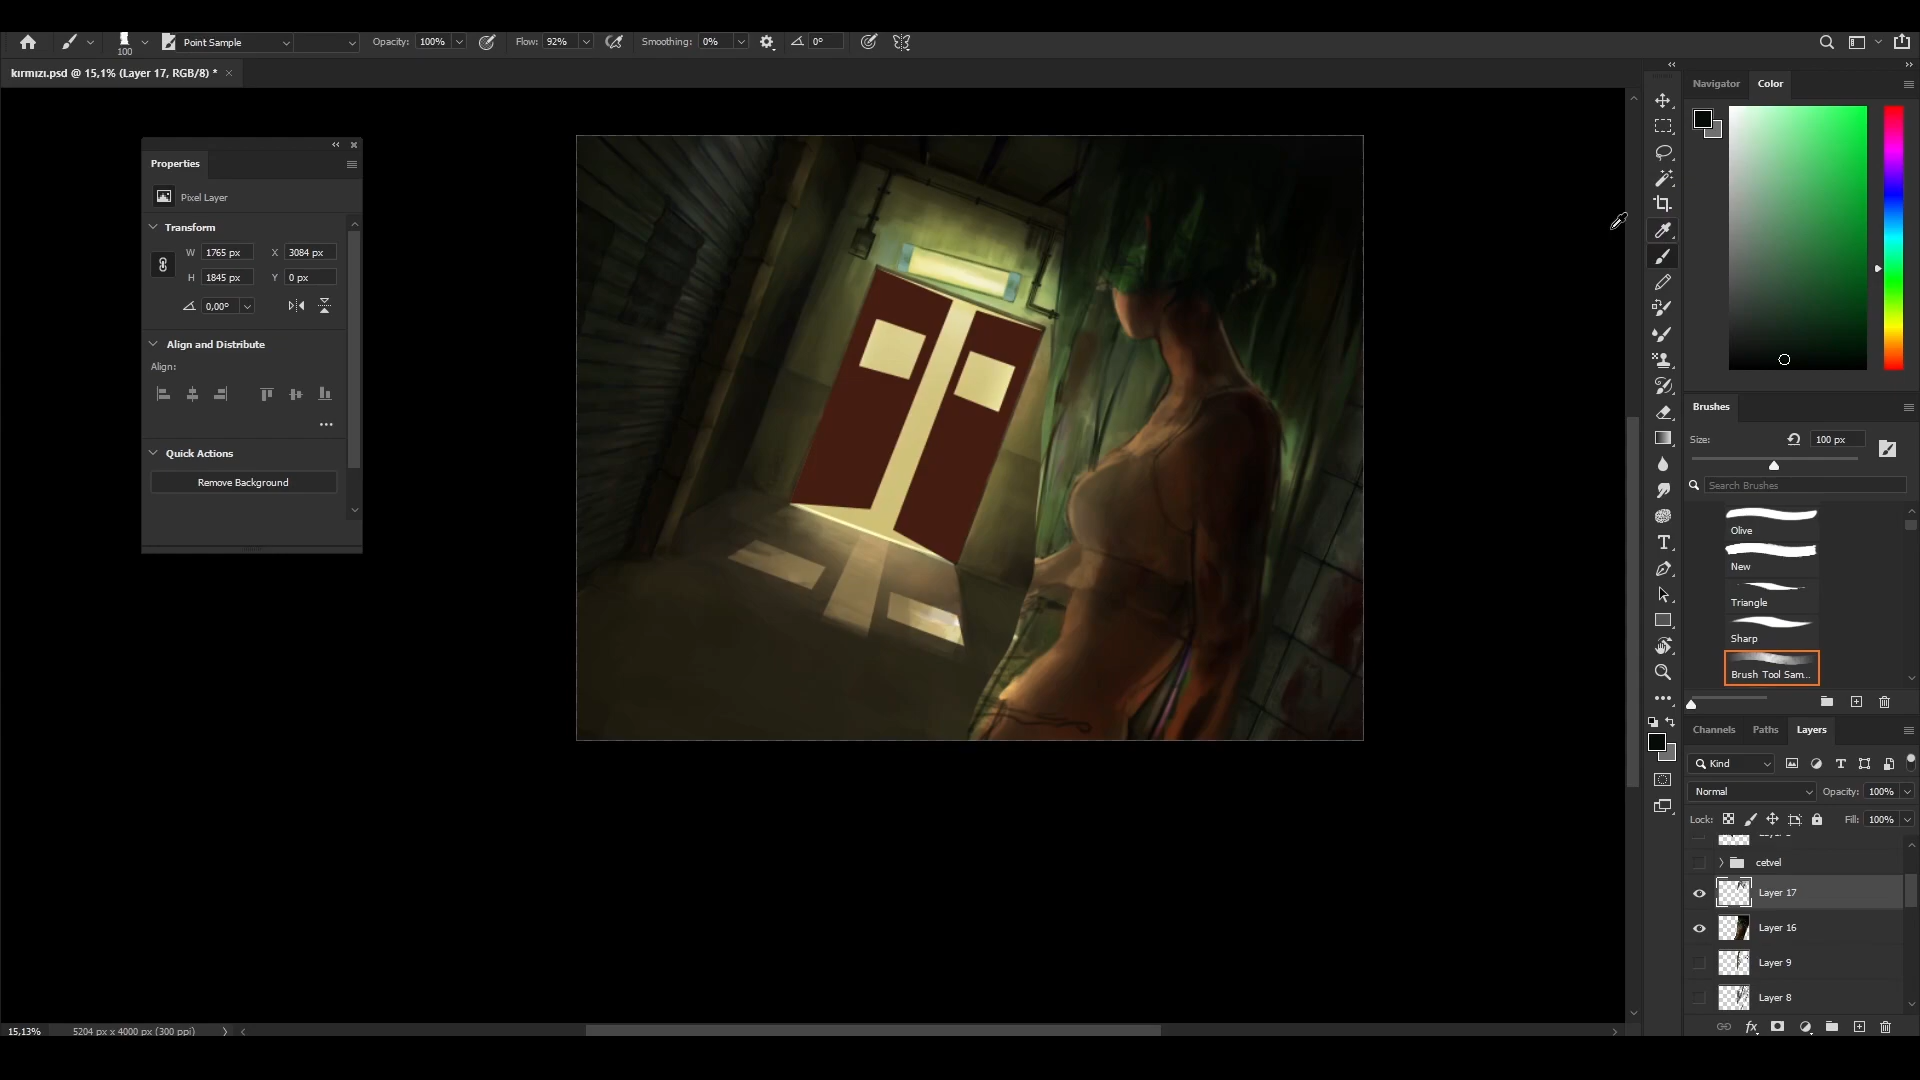 Point Sample Opacity: 100% Flow: 92% Smoothing: 0% 0°
100
kırmızı.psd @ 15,1% (Layer 17, RGB/8) *
Properties
Pixel Layer
Transform
W 1765 px X 3084 px
H 1845 px Y 0 px
0,00°
Align and Distribute
Align:
Quick Actions
Remove Background
Navigator Color
Brushes
Size: 100 px
Search Brushes
Olive
New
Triangle
Sharp
Brush Tool Sam...
Channels Paths Layers
Kind
Normal Opacity: 100%
Lock: Fill: 100%
cetvel
Layer 17
Layer 16
Layer 9
Layer 8
15,13% 5204 px x 4000 px (300 ppi)